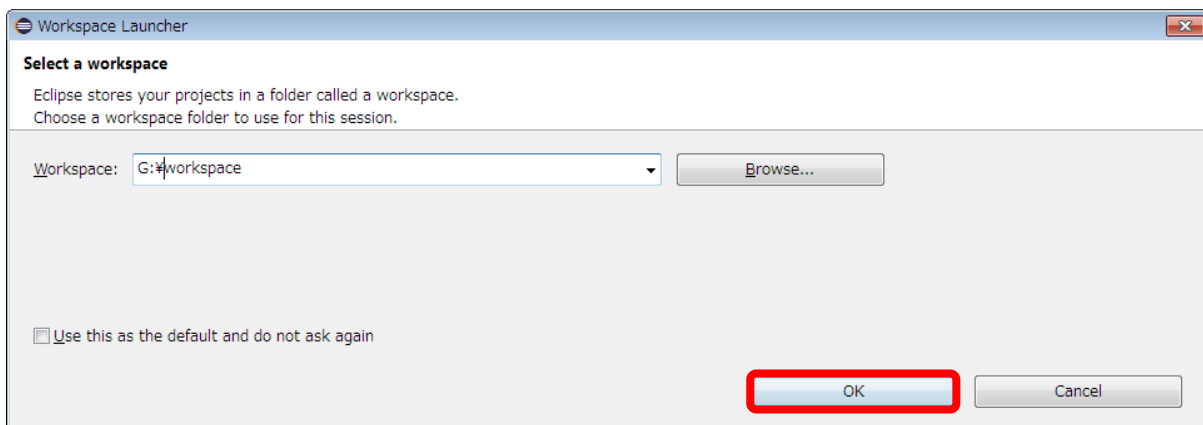 Workspace Launcher
Select a workspace
Eclipse stores your projects in a folder called a workspace.
Choose a workspace folder to use for this session.
Workspace: G:¥workspace Browse...
Use this as the default and do not ask again
OK Cancel